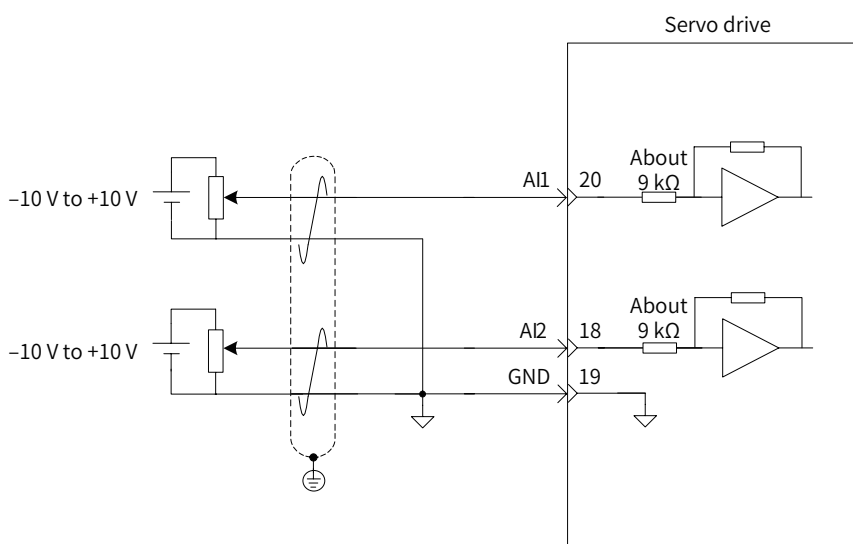 Servo drive
About
9 kΩ
AI1
20
–10 V to +10 V
About
9 kΩ
AI2
18
–10 V to +10 V
GND
19